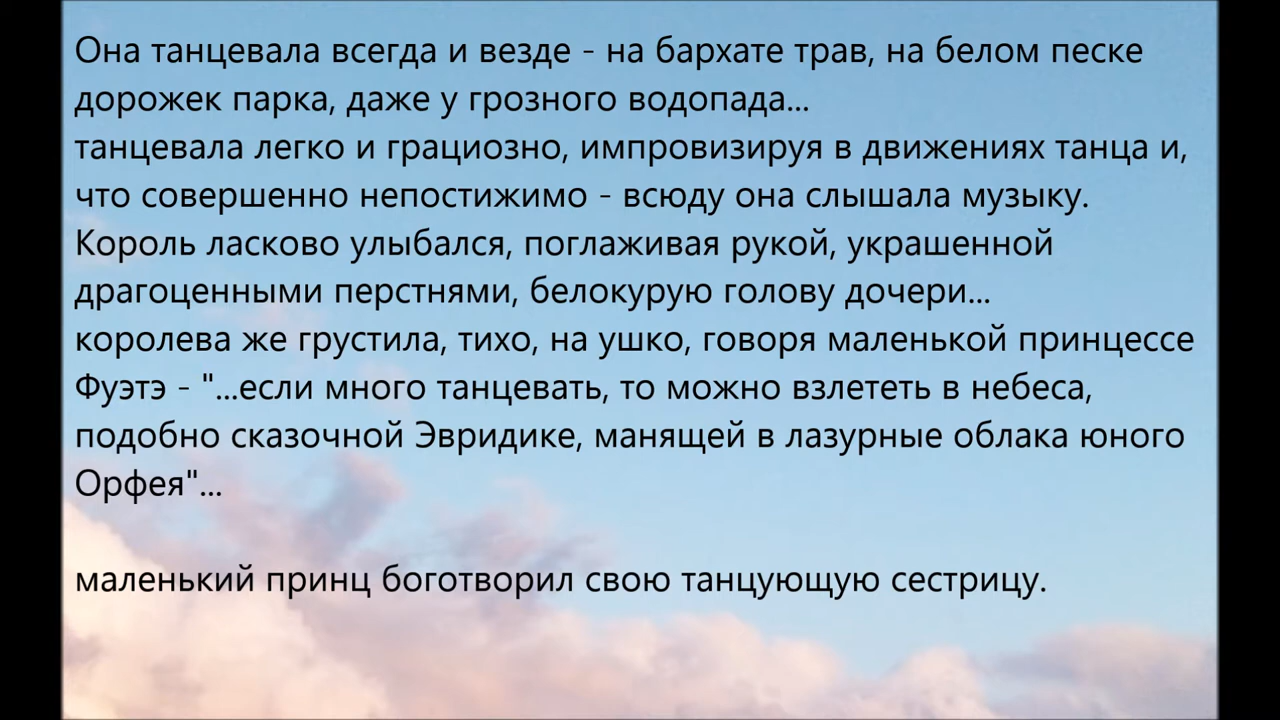 Она танцевала всегда и везде - на бархате трав, на белом песке
дорожек парка, даже у грозного водопада...
танцевала легко и грациозно, импровизируя в движениях танца и,
что совершенно непостижимо - всюду она слышала музыку.
Король ласково улыбался, поглаживая рукой, украшенной
драгоценными перстнями, белокурую голову дочери...
королева же грустила, тихо, на ушко, говоря маленькой принцессе
Фуэтэ - "...если много танцевать, то можно взлететь в небеса,
подобно сказочной Эвридике, манящей в лазурные облака юного
Орфея"...
маленький принц боготворил свою танцующую сестрицу.